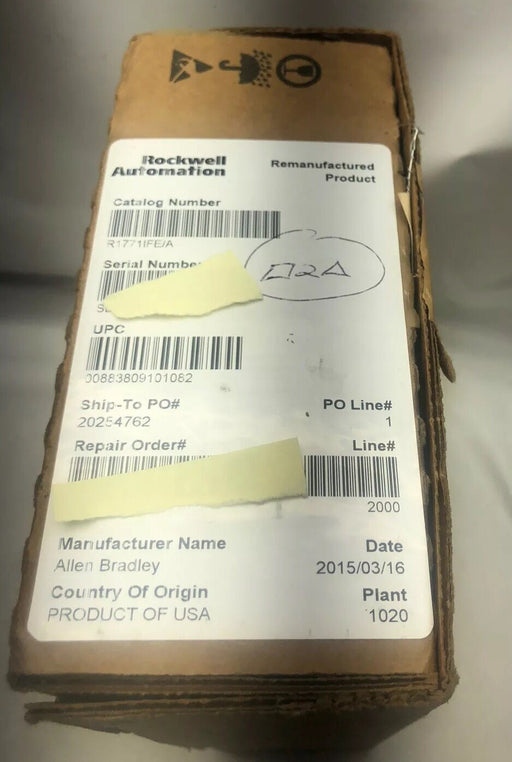 Rockwell
Automation
Remanufactured
Product
Catalog Number
R1771IFE/A
Serial Number
UPC
00883809101082
Ship-To PO#
PO Line#
20254762
1
Repair Order#
Line#
2000
Manufacturer Name
Date
Allen Bradley
2015/03/16
Country Of Origin
Plant
PRODUCT OF USA
1020